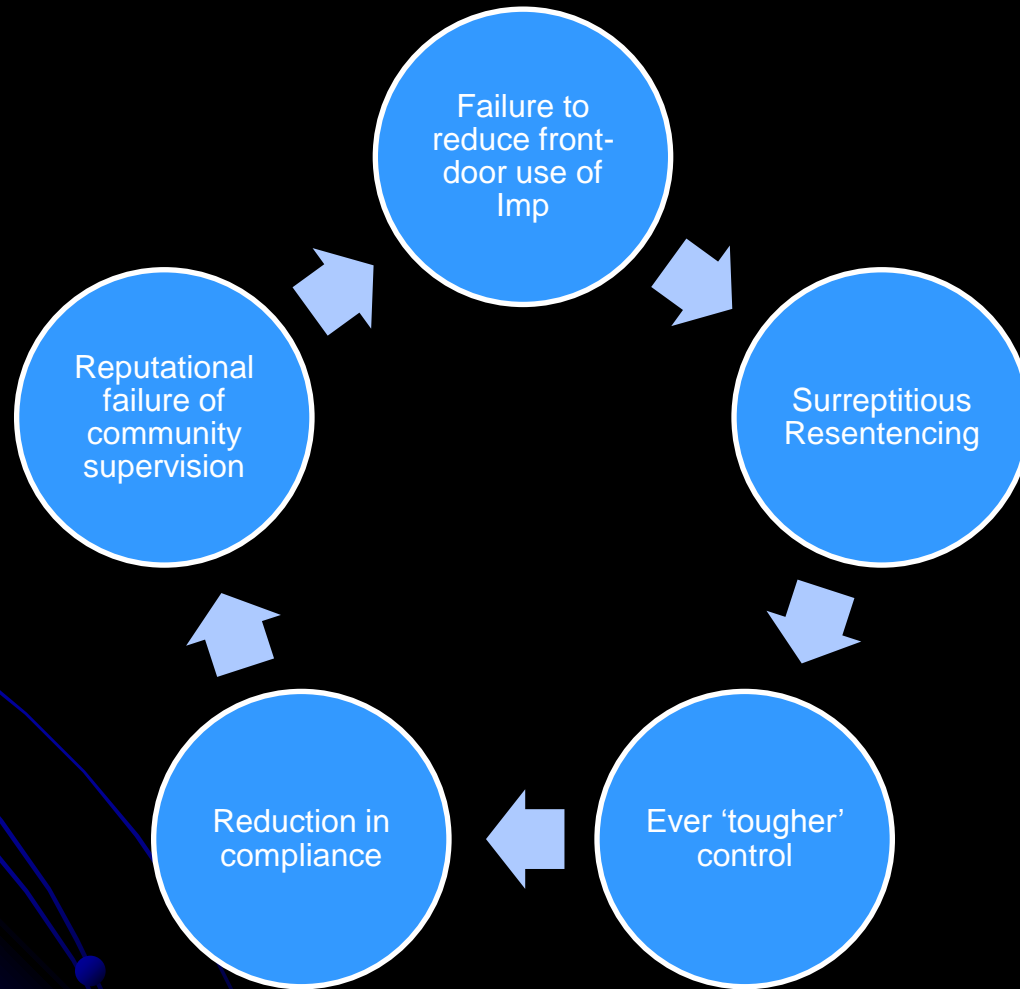 Failure to
reduce front-
door use of
Imp
Surreptitious
Resentencing
Ever ‘tougher’
control
Reduction in
compliance
Reputational
failure of
community
supervision